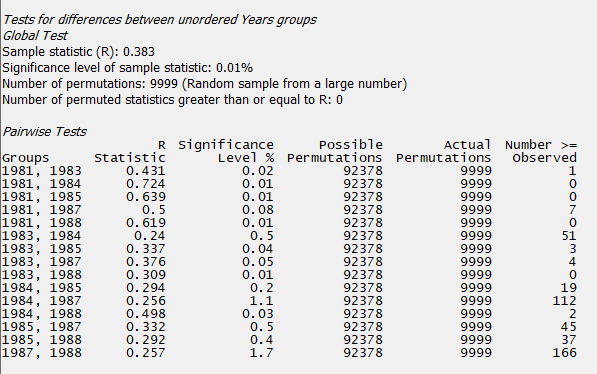 Tests for differences between unordered Years groups
Global Test
Sample statistic (R): 0.383
Significance level of sample statistic: 0.01%
Number of permutations: 9999 (Random sample from a large number)
Number of permuted statistics greater than or equal to R: 0
Pairwise Tests
R Significance Possible Actual Number >=
Groups Statistic Level % Permutations Permutations Observed
1981, 1983 0.431 0.02 92378 9999 1
1981, 1984 0.724 0.01 92378 9999 0
1981, 1985 0.639 0.01 92378 9999 0
1981, 1987 0.5 0.08 92378 9999 7
1981, 1988 0.619 0.01 92378 9999 0
1983, 1984 0.24 0.5 92378 9999 51
1983, 1985 0.337 0.04 92378 9999 3
1983, 1987 0.376 0.05 92378 9999 4
1983, 1988 0.309 0.01 92378 9999 0
1984, 1985 0.294 0.2 92378 9999 19
1984, 1987 0.256 1.1 92378 9999 112
1984, 1988 0.498 0.03 92378 9999 2
1985, 1987 0.332 0.5 92378 9999 45
1985, 1988 0.292 0.4 92378 9999 37
1987, 1988 0.257 1.7 92378 9999 166